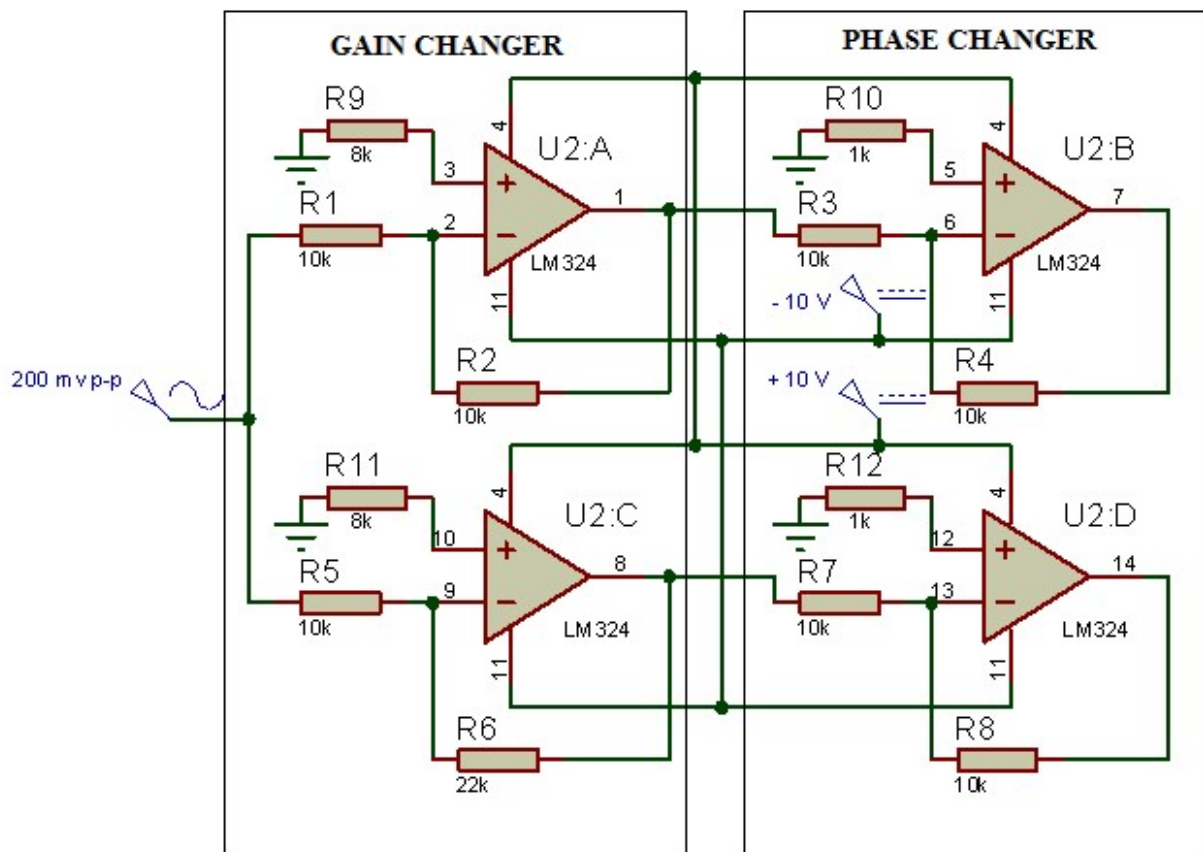 GAIN CHANGER
PHASE CHANGER
R9
8k
4
U2:A
3
+
R1
2
−
1
10k
LM324
11
R2
10k
R10
1k
4
U2:B
5
+
R3
6
−
7
10k
LM324
- 10 V
11
R4
+ 10 V
10k
200 mv p-p
R11
8k
4
U2:C
10
+
R5
9
−
8
10k
LM324
11
R6
22k
R12
1k
4
U2:D
12
+
R7
13
−
14
10k
LM324
11
R8
10k